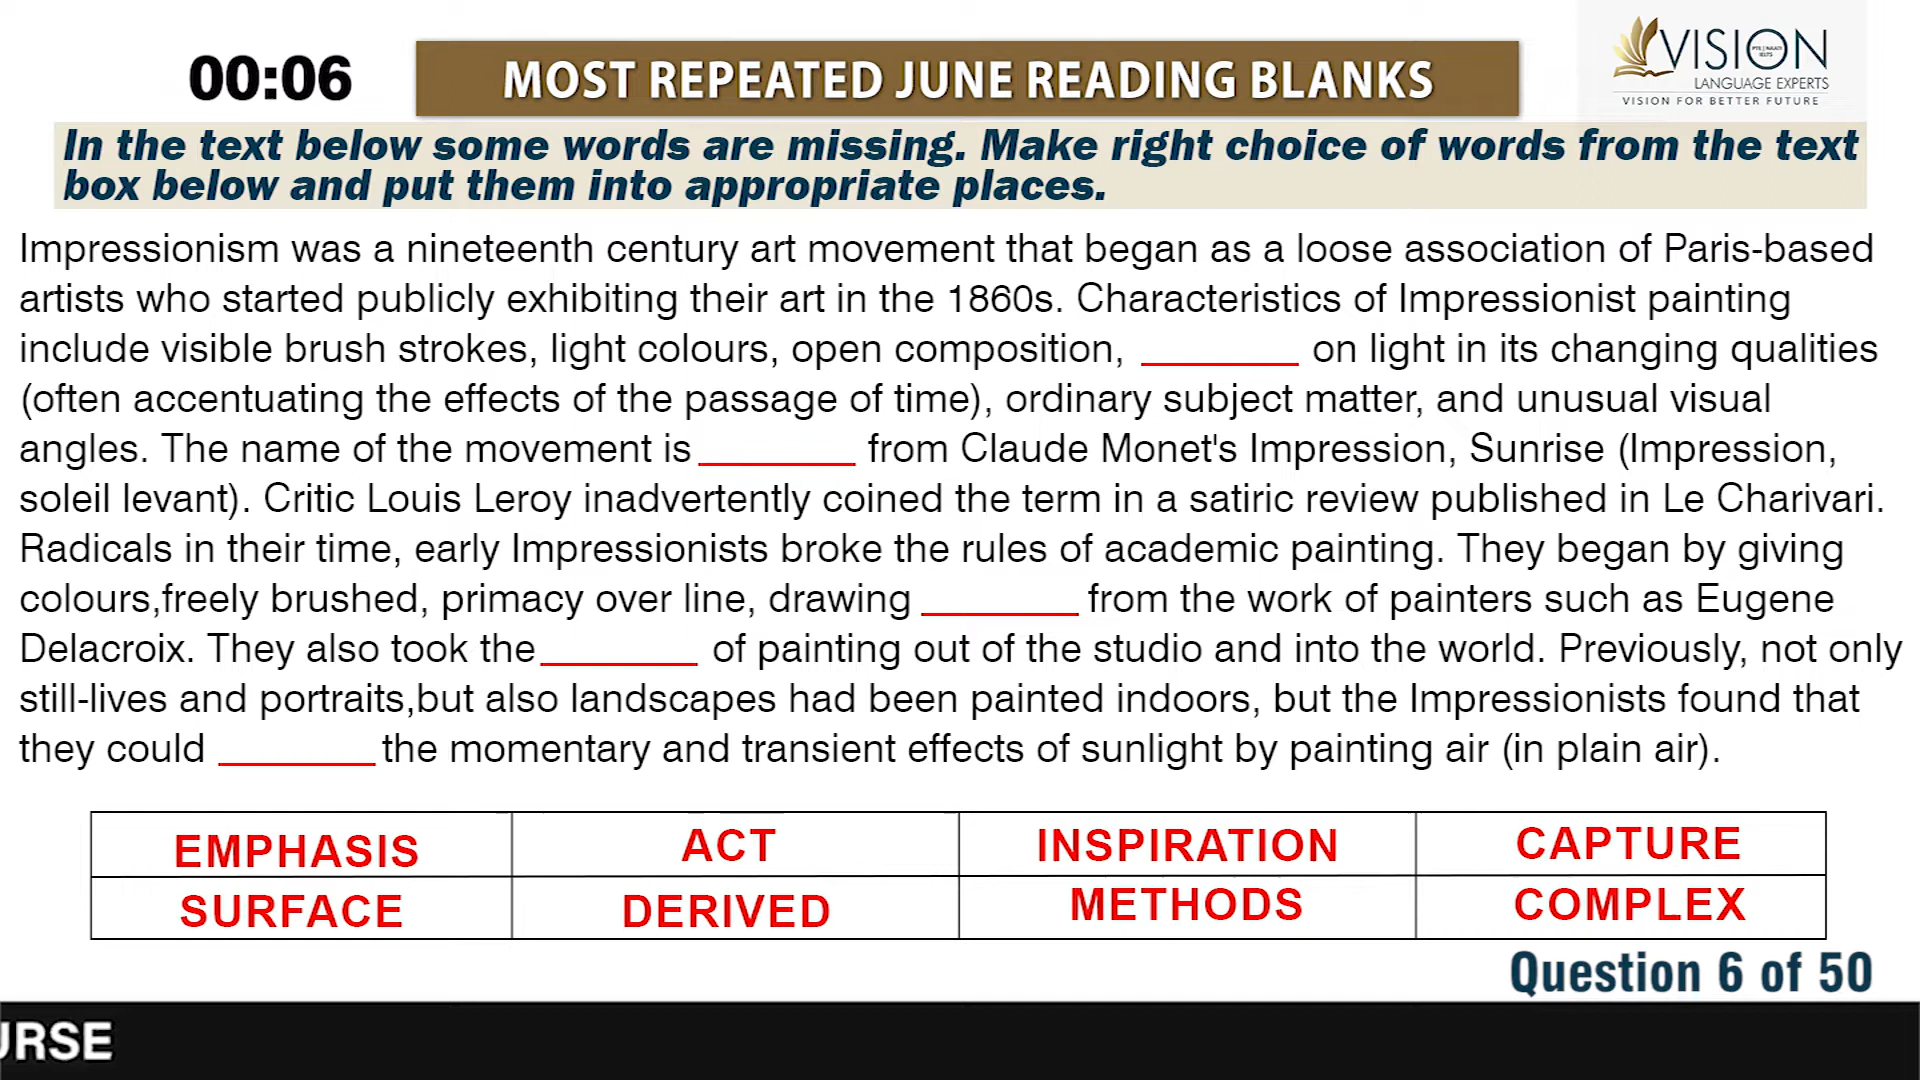 00:06
MOST REPEATED JUNE READING BLANKS
VISION
PTE | NAATI
IELTS
LANGUAGE EXPERTS
VISION FOR BETTER FUTURE
In the text below some words are missing. Make right choice of words from the text
box below and put them into appropriate places.
Impressionism was a nineteenth century art movement that began as a loose association of Paris-based
artists who started publicly exhibiting their art in the 1860s. Characteristics of Impressionist painting
include visible brush strokes, light colours, open composition, ________ on light in its changing qualities
(often accentuating the effects of the passage of time), ordinary subject matter, and unusual visual
angles. The name of the movement is ________ from Claude Monet's Impression, Sunrise (Impression,
soleil levant). Critic Louis Leroy inadvertently coined the term in a satiric review published in Le Charivari.
Radicals in their time, early Impressionists broke the rules of academic painting. They began by giving
colours,freely brushed, primacy over line, drawing ________ from the work of painters such as Eugene
Delacroix. They also took the ________ of painting out of the studio and into the world. Previously, not only
still-lives and portraits,but also landscapes had been painted indoors, but the Impressionists found that
they could ________ the momentary and transient effects of sunlight by painting air (in plain air).
EMPHASIS ACT INSPIRATION CAPTURE
SURFACE DERIVED METHODS COMPLEX
Question 6 of 50
URSE